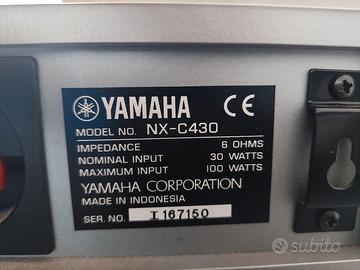 YAMAHA CE
MODEL NO. NX-C430
IMPEDANCE 6 OHMS
NOMINAL INPUT 30 WATTS
MAXIMUM INPUT 100 WATTS
YAMAHA CORPORATION
MADE IN INDONESIA
SER. NO. I 167150
subito